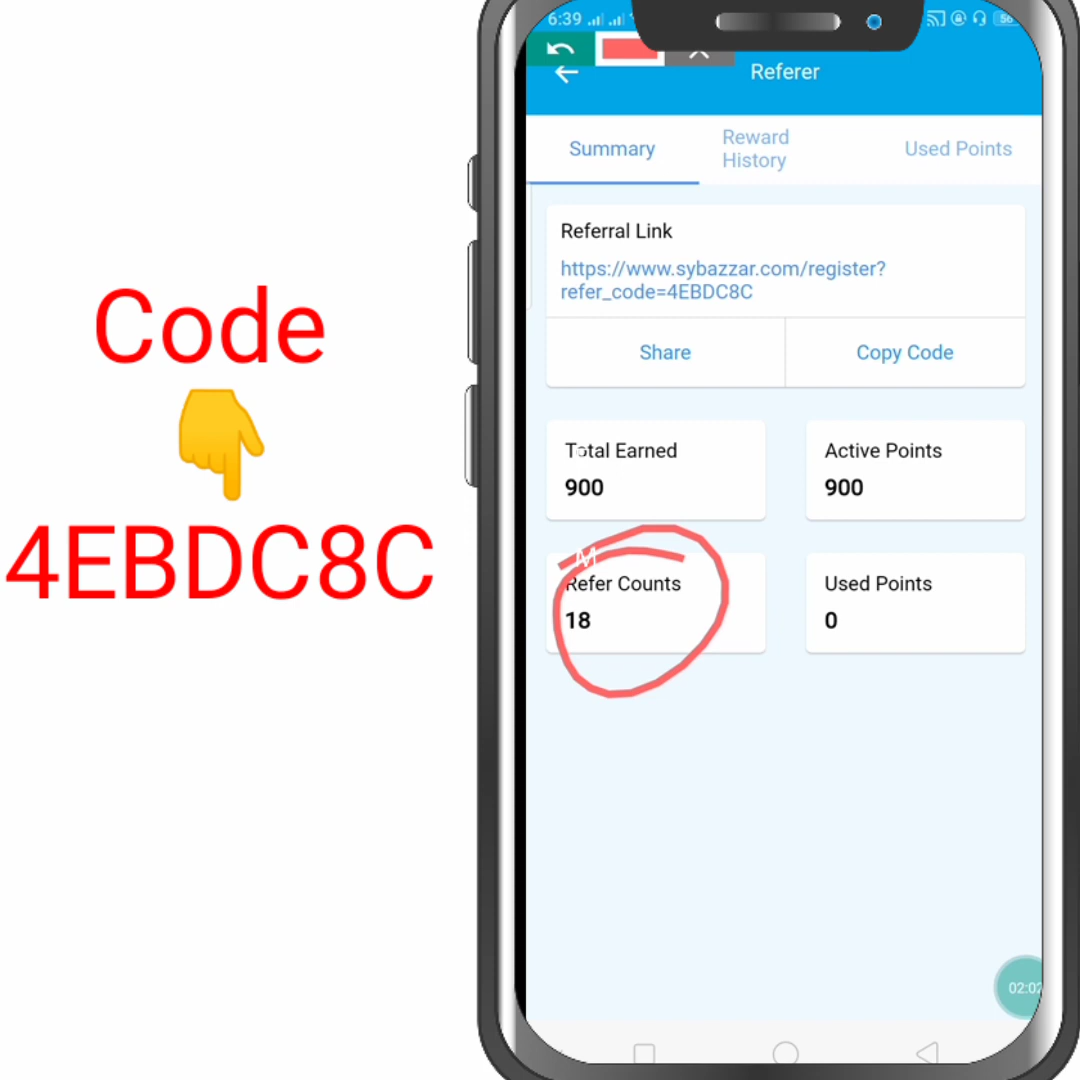 Code
4EBDC8C
6:39
Referer
Summary
Reward
History
Used Points
Referral Link
https://www.sybazzar.com/register?
refer_code=4EBDC8C
Share
Copy Code
Total Earned
900
Active Points
900
M
Refer Counts
18
Used Points
0
02:02